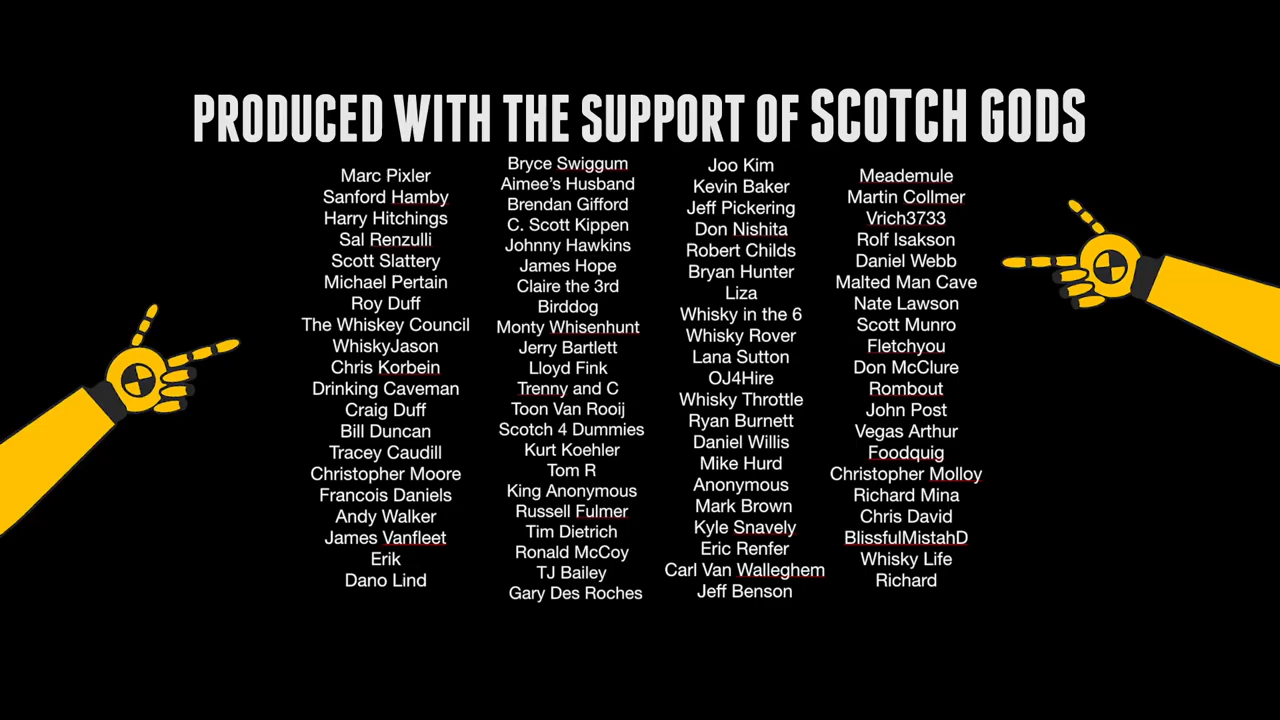 PRODUCED WITH THE SUPPORT OF SCOTCH GODS
Marc Pixler
Sanford Hamby
Harry Hitchings
Sal Renzulli
Scott Slattery
Michael Pertain
Roy Duff
The Whiskey Council
WhiskyJason
Chris Korbein
Drinking Caveman
Craig Duff
Bill Duncan
Tracey Caudill
Christopher Moore
Francois Daniels
Andy Walker
James Vanfleet
Erik
Dano Lind
Bryce Swiggum
Aimee’s Husband
Brendan Gifford
C. Scott Kippen
Johnny Hawkins
James Hope
Claire the 3rd
Birddog
Monty Whisenhunt
Jerry Bartlett
Lloyd Fink
Trenny and C
Toon Van Rooij
Scotch 4 Dummies
Kurt Koehler
Tom R
King Anonymous
Russell Fulmer
Tim Dietrich
Ronald McCoy
TJ Bailey
Gary Des Roches
Joo Kim
Kevin Baker
Jeff Pickering
Don Nishita
Robert Childs
Bryan Hunter
Liza
Whisky in the 6
Whisky Rover
Lana Sutton
OJ4Hire
Whisky Throttle
Ryan Burnett
Daniel Willis
Mike Hurd
Anonymous
Mark Brown
Kyle Snavely
Eric Renfer
Carl Van Walleghem
Jeff Benson
Meademule
Martin Collmer
Vrich3733
Rolf Isakson
Daniel Webb
Malted Man Cave
Nate Lawson
Scott Munro
Fletchyou
Don McClure
Rombout
John Post
Vegas Arthur
Foodquig
Christopher Molloy
Richard Mina
Chris David
BlissfulMistahD
Whisky Life
Richard